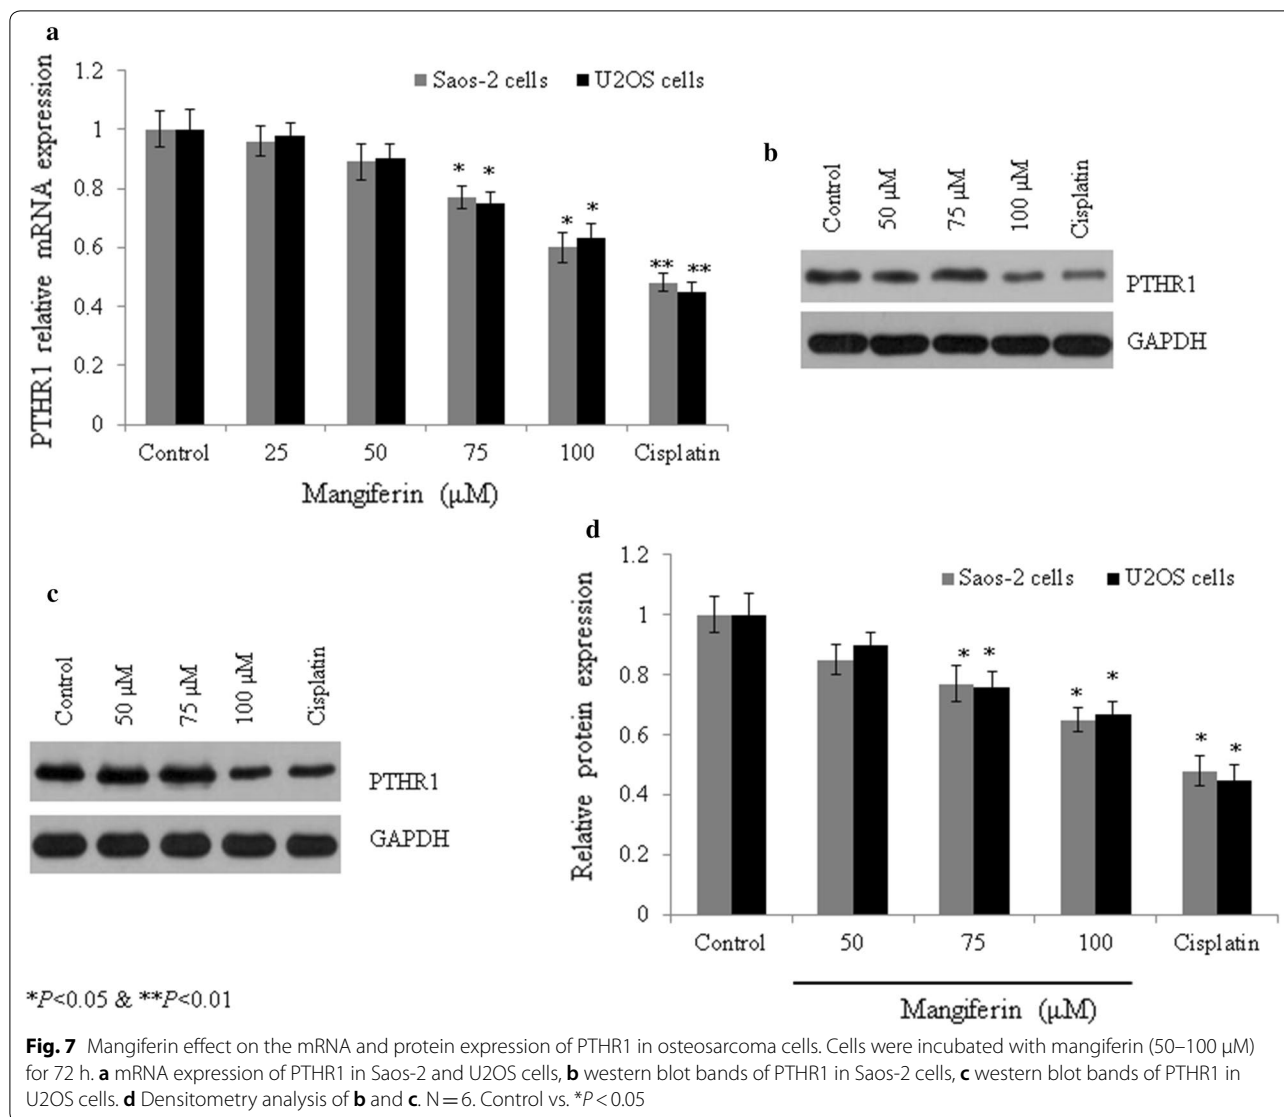 a
PTHR1 relative mRNA expression
1.2
1
0.8
0.6
0.4
0.2
0
Saos-2 cells
U2OS cells
* *
* *
** **
Control 25 50 75 100 Cisplatin
Mangiferin (μM)
b
Control
50 μM
75 μM
100 μM
Cisplatin
PTHR1
GAPDH
c
Control
50 μM
75 μM
100 μM
Cisplatin
PTHR1
GAPDH
d
Relative protein expression
1.2
1
0.8
0.6
0.4
0.2
0
Saos-2 cells
U2OS cells
* *
* *
* *
Control 50 75 100 Cisplatin
Mangiferin (μM)
*P<0.05 & **P<0.01
Fig. 7 Mangiferin effect on the mRNA and protein expression of PTHR1 in osteosarcoma cells. Cells were incubated with mangiferin (50–100 μM)
for 72 h. a mRNA expression of PTHR1 in Saos-2 and U2OS cells, b western blot bands of PTHR1 in Saos-2 cells, c western blot bands of PTHR1 in
U2OS cells. d Densitometry analysis of b and c. N = 6. Control vs. *P < 0.05